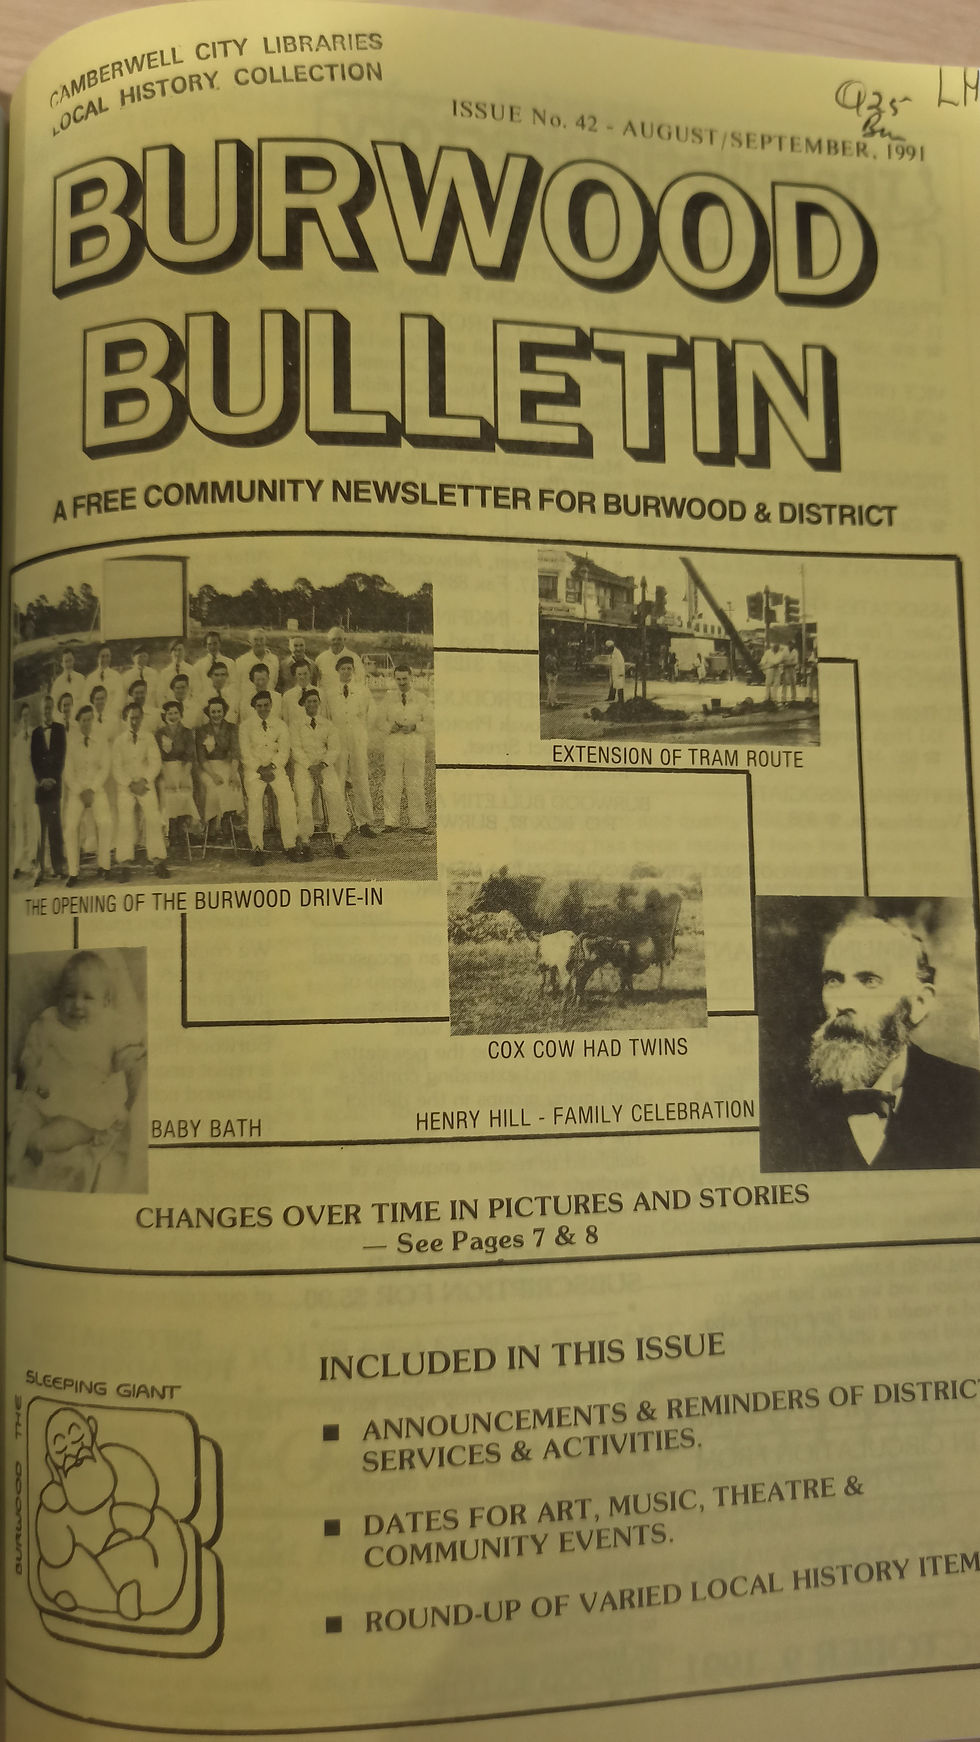 CAMBERWELL CITY LIBRARIES
LOCAL HISTORY COLLECTION
Q25 LH
Bu
ISSUE No. 42 - AUGUST/SEPTEMBER, 1991
BURWOOD
BULLETIN
A FREE COMMUNITY NEWSLETTER FOR BURWOOD & DISTRICT
EXTENSION OF TRAM ROUTE
THE OPENING OF THE BURWOOD DRIVE-IN
COX COW HAD TWINS
HENRY HILL - FAMILY CELEBRATION
BABY BATH
CHANGES OVER TIME IN PICTURES AND STORIES
— See Pages 7 & 8
INCLUDED IN THIS ISSUE
■ ANNOUNCEMENTS & REMINDERS OF DISTRIC
SERVICES & ACTIVITIES.
■ DATES FOR ART, MUSIC, THEATRE &
COMMUNITY EVENTS.
■ ROUND-UP OF VARIED LOCAL HISTORY ITEM
THE BURWOOD
SLEEPING GIANT